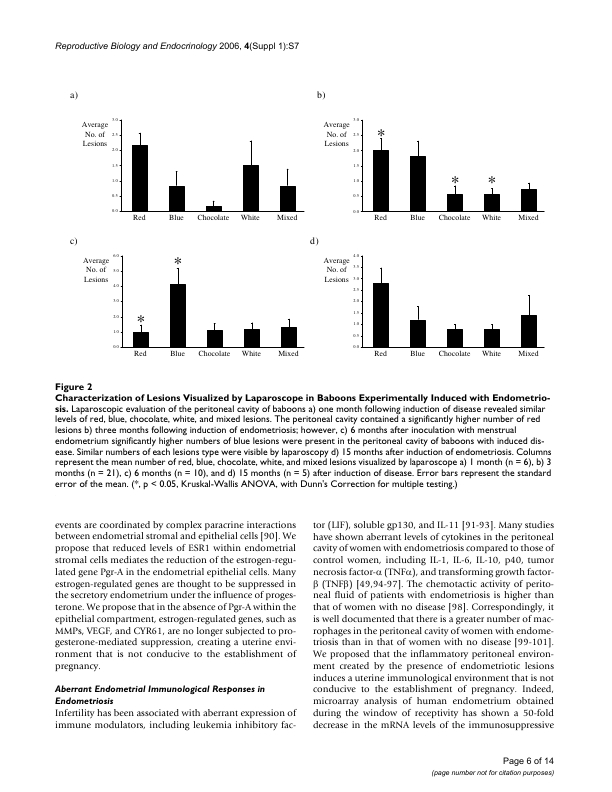 Reproductive Biology and Endocrinology 2006, 4(Suppl 1):S7
a)
Average
No. of
Lesions
3.0
2.5
2.0
1.5
1.0
0.5
0.0
Red Blue Chocolate White Mixed
b)
Average
No. of
Lesions
3.0
2.5
2.0
1.5
1.0
0.5
0.0
* * *
Red Blue Chocolate White Mixed
c)
Average
No. of
Lesions
6.0
5.0
4.0
3.0
2.0
1.0
0.0
* *
Red Blue Chocolate White Mixed
d)
Average
No. of
Lesions
4.0
3.5
3.0
2.5
2.0
1.5
1.0
0.5
0.0
Red Blue Chocolate White Mixed
Figure 2
Characterization of Lesions Visualized by Laparoscope in Baboons Experimentally Induced with Endometrio-
sis. Laparoscopic evaluation of the peritoneal cavity of baboons a) one month following induction of disease revealed similar
levels of red, blue, chocolate, white, and mixed lesions. The peritoneal cavity contained a significantly higher number of red
lesions b) three months following induction of endometriosis; however, c) 6 months after inoculation with menstrual
endometrium significantly higher numbers of blue lesions were present in the peritoneal cavity of baboons with induced dis-
ease. Similar numbers of each lesions type were visible by laparoscopy d) 15 months after induction of endometriosis. Columns
represent the mean number of red, blue, chocolate, white, and mixed lesions visualized by laparoscope a) 1 month (n = 6), b) 3
months (n = 21), c) 6 months (n = 10), and d) 15 months (n = 5) after induction of disease. Error bars represent the standard
error of the mean. (*, p < 0.05, Kruskal-Wallis ANOVA, with Dunn's Correction for multiple testing.)
events are coordinated by complex paracrine interactions
between endometrial stromal and epithelial cells [90]. We
propose that reduced levels of ESR1 within endometrial
stromal cells mediates the reduction of the estrogen-regu-
lated gene Pgr-A in the endometrial epithelial cells. Many
estrogen-regulated genes are thought to be suppressed in
the secretory endometrium under the influence of proges-
terone. We propose that in the absence of Pgr-A within the
epithelial compartment, estrogen-regulated genes, such as
MMPs, VEGF, and CYR61, are no longer subjected to pro-
gesterone-mediated suppression, creating a uterine envi-
ronment that is not conducive to the establishment of
pregnancy.
Aberrant Endometrial Immunological Responses in
Endometriosis
Infertility has been associated with aberrant expression of
immune modulators, including leukemia inhibitory fac-
tor (LIF), soluble gp130, and IL-11 [91-93]. Many studies
have shown aberrant levels of cytokines in the peritoneal
cavity of women with endometriosis compared to those of
control women, including IL-1, IL-6, IL-10, p40, tumor
necrosis factor-α (TNFα), and transforming growth factor-
β (TNFβ) [49,94-97]. The chemotactic activity of perito-
neal fluid of patients with endometriosis is higher than
that of women with no disease [98]. Correspondingly, it
is well documented that there is a greater number of mac-
rophages in the peritoneal cavity of women with endome-
triosis than in that of women with no disease [99-101].
We proposed that the inflammatory peritoneal environ-
ment created by the presence of endometriotic lesions
induces a uterine immunological environment that is not
conducive to the establishment of pregnancy. Indeed,
microarray analysis of human endometrium obtained
during the window of receptivity has shown a 50-fold
decrease in the mRNA levels of the immunosuppressive
Page 6 of 14
(page number not for citation purposes)